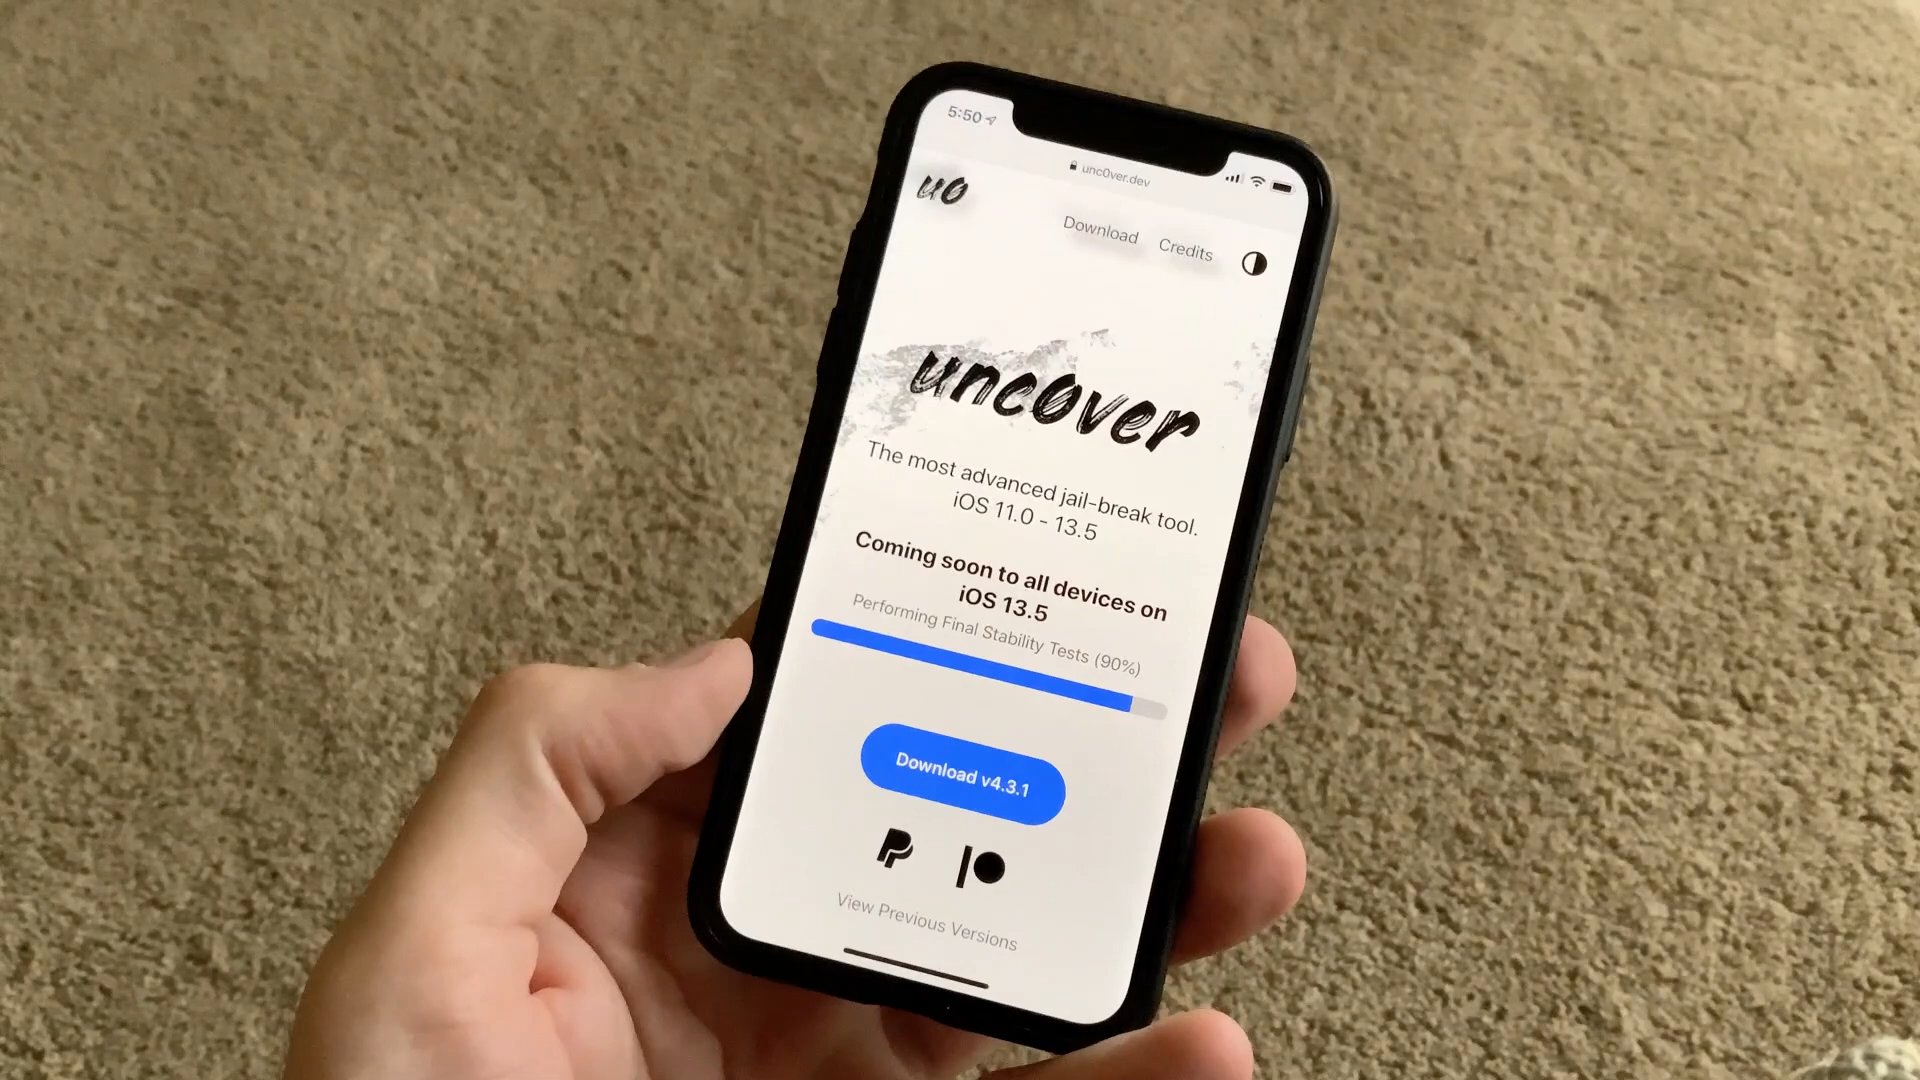 5:50
unc0ver.dev
u0
Download Credits
unc0ver
The most advanced jail-break tool.
iOS 11.0 - 13.5
Coming soon to all devices on
iOS 13.5
Performing Final Stability Tests (90%)
Download v4.3.1
View Previous Versions